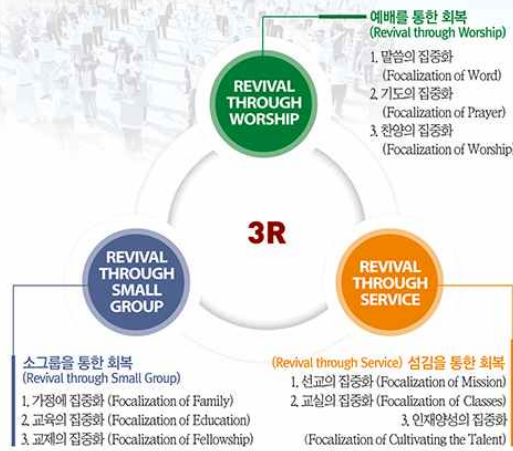 예배를 통한 회복
(Revival through Worship)
1. 말씀의 집중화
(Focalization of Word)
2. 기도의 집중화
(Focalization of Prayer)
3. 찬양의 집중화
(Focalization of Worship)
REVIVAL
THROUGH
WORSHIP
3R
REVIVAL
THROUGH
SMALL
GROUP
REVIVAL
THROUGH
SERVICE
소그룹을 통한 회복
(Revival through Small Group)
1. 가정에 집중화 (Focalization of Family)
2. 교육의 집중화 (Focalization of Education)
3. 교제의 집중화 (Focalization of Fellowship)
(Revival through Service) 섬김을 통한 회복
1. 선교의 집중화 (Focalization of Mission)
2. 교실의 집중화 (Focalization of Classes)
3. 인재양성의 집중화
(Focalization of Cultivating the Talent)